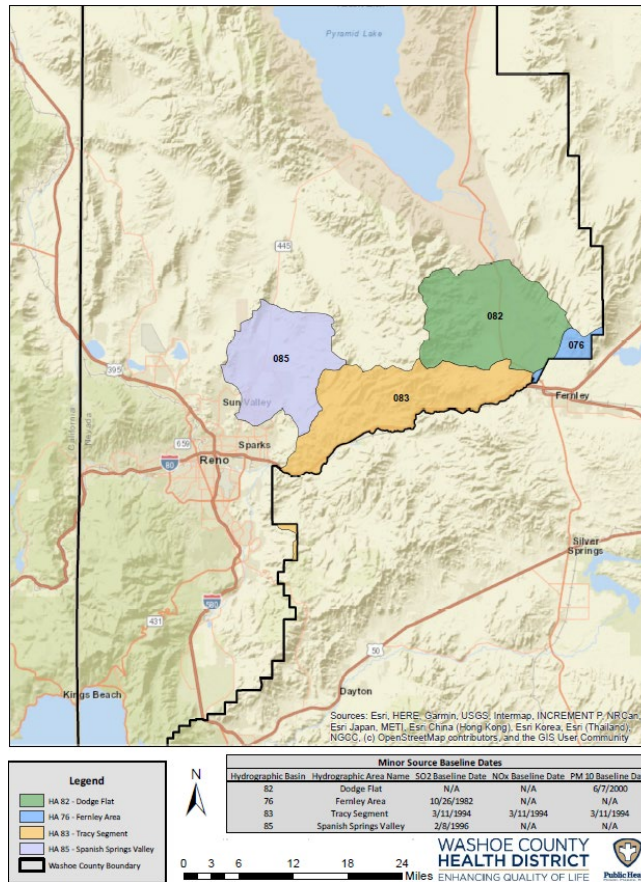 Pyramid Lake
445
082
076
085
395
083
Fernley
Sun Valley
California
Nevada
Sparks
659
Reno
80
Silver
Springs
580
431
50
Kings Beach
Dayton
Sources: Esri, HERE, Garmin, USGS, Intermap, INCREMENT P, NRCan,
Esri Japan, METI, Esri China (Hong Kong), Esri Korea, Esri (Thailand),
NGCC, (c) OpenStreetMap contributors, and the GIS User Community
Legend
HA 82 - Dodge Flat
HA 76 - Fernley Area
HA 83 - Tracy Segment
HA 85 - Spanish Springs Valley
Washoe County Boundary
N
Minor Source Baseline Dates
Hydrographic Basin Hydrographic Area Name SO2 Baseline Date NOx Baseline Date PM 10 Baseline Date
82 Dodge Flat N/A N/A 6/7/2000
76 Fernley Area 10/26/1982 N/A N/A
83 Tracy Segment 3/11/1994 3/11/1994 3/11/1994
85 Spanish Springs Valley 2/8/1996 N/A N/A
0 3 6 12 18 24
Miles
WASHOE COUNTY
HEALTH DISTRICT
ENHANCING QUALITY OF LIFE